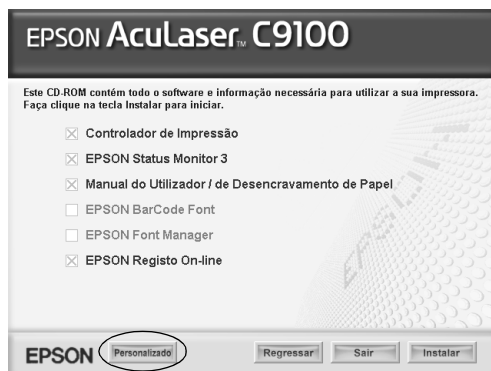 EPSON AcuLaser™ C9100
Este CD-ROM contém todo o software e informação necessária para utilizar a sua impressora.
Faça clique na tecla Instalar para iniciar.
Controlador de Impressão
EPSON Status Monitor 3
Manual do Utilizador / de Desencravamento de Papel
EPSON BarCode Font
EPSON Font Manager
EPSON Registo On-line
EPSON
EPSON Personalizado Regressar Sair Instalar